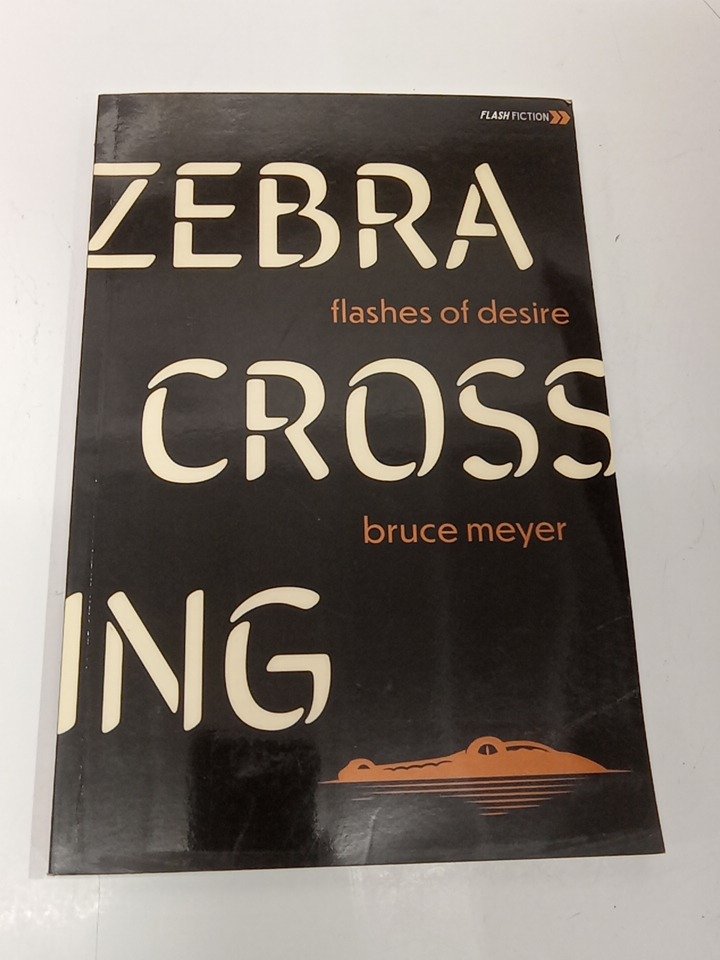 FLASH FICTION
ZEBRA
flashes of desire
CROSS
bruce meyer
ING